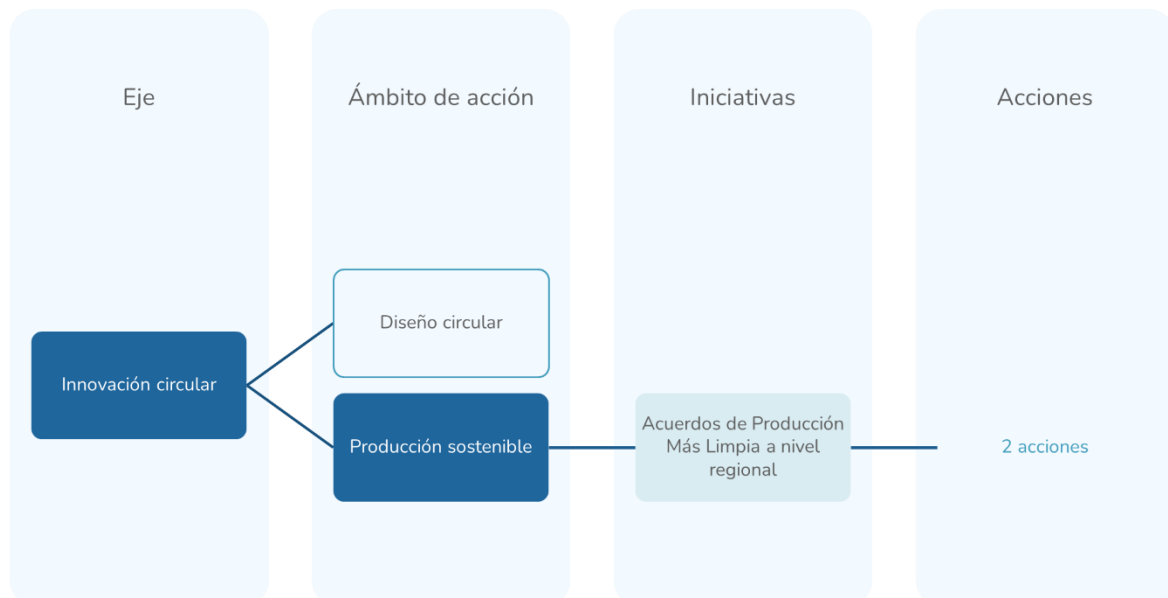 Eje
Ámbito de acción
Iniciativas
Acciones
Diseño circular
Innovación circular
Producción sostenible
Acuerdos de Producción
Más Limpia a nivel
regional
2 acciones